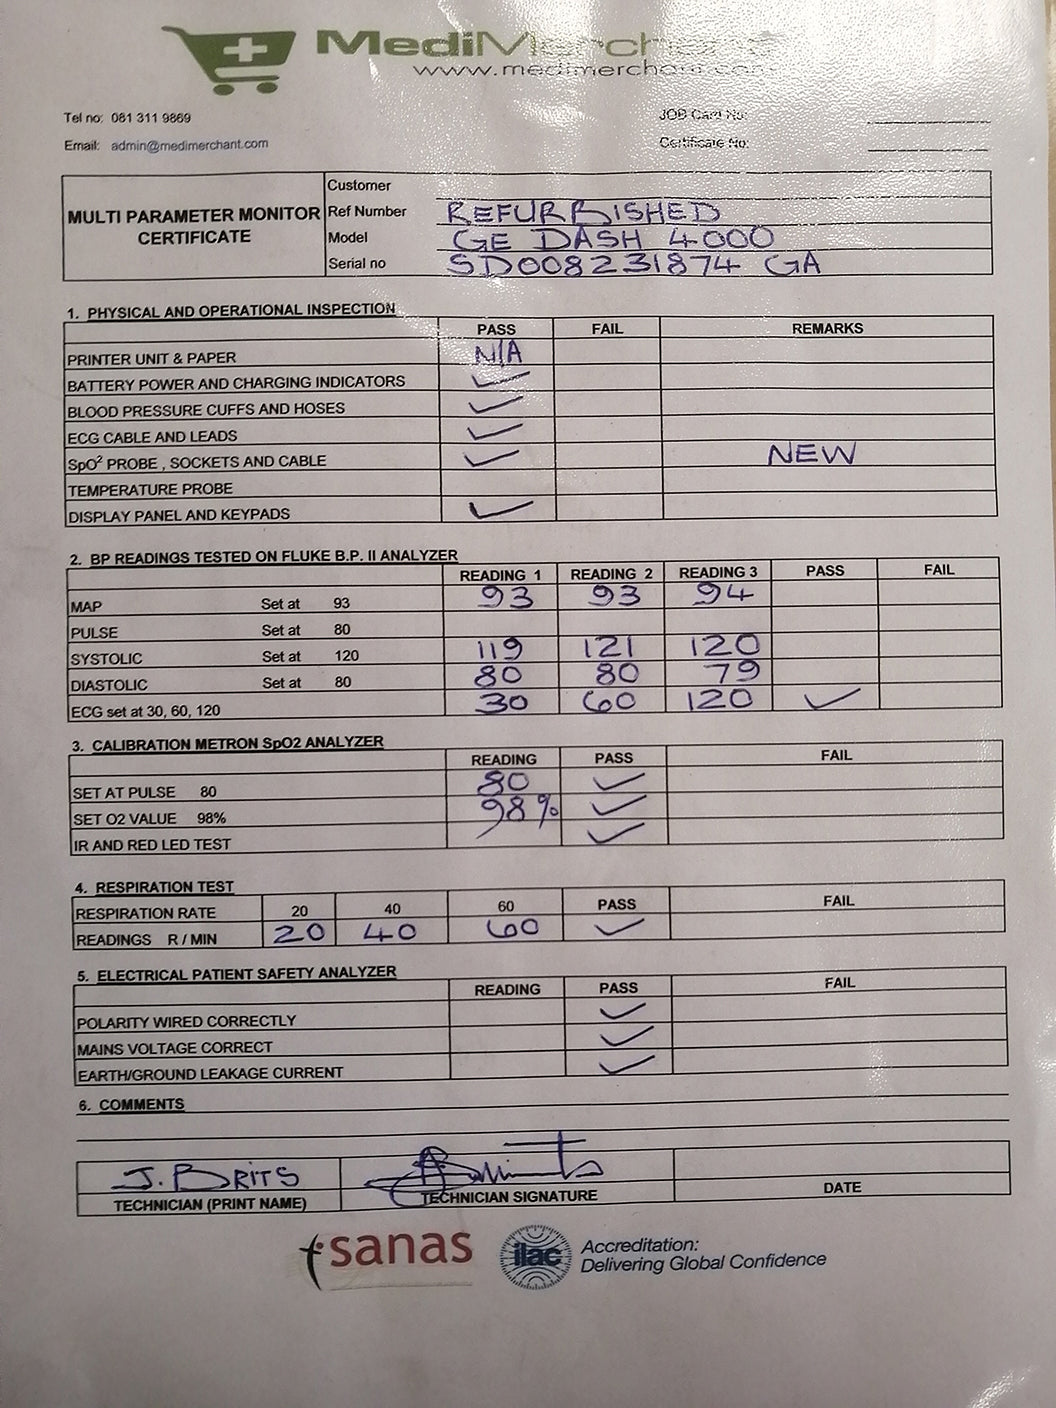 MediMerchant
www.medimerchant.com
Tel no: 081 311 9869
JOB Card No:
Email: admin@medimerchant.com
Certificate No:
MULTI PARAMETER MONITOR CERTIFICATE
Customer
Ref Number REFURBISHED
Model GE DASH 4000
Serial no SD008231874 GA
1. PHYSICAL AND OPERATIONAL INSPECTION
PASS FAIL REMARKS
PRINTER UNIT & PAPER N/A
BATTERY POWER AND CHARGING INDICATORS ✓
BLOOD PRESSURE CUFFS AND HOSES ✓
ECG CABLE AND LEADS ✓
SpO² PROBE , SOCKETS AND CABLE ✓ NEW
TEMPERATURE PROBE
DISPLAY PANEL AND KEYPADS ✓
2. BP READINGS TESTED ON FLUKE B.P. II ANALYZER
READING 1 READING 2 READING 3 PASS FAIL
MAP Set at 93 93 93 94
PULSE Set at 80
SYSTOLIC Set at 120 119 121 120
DIASTOLIC Set at 80 80 80 79
ECG set at 30, 60, 120 30 60 120 ✓
3. CALIBRATION METRON SpO2 ANALYZER
READING PASS FAIL
SET AT PULSE 80 80 ✓
SET O2 VALUE 98% 98% ✓
IR AND RED LED TEST ✓
4. RESPIRATION TEST
RESPIRATION RATE 20 40 60 PASS FAIL
READINGS R / MIN 20 40 60 ✓
5. ELECTRICAL PATIENT SAFETY ANALYZER
READING PASS FAIL
POLARITY WIRED CORRECTLY ✓
MAINS VOLTAGE CORRECT ✓
EARTH/GROUND LEAKAGE CURRENT ✓
6. COMMENTS
J. BRITS
TECHNICIAN (PRINT NAME) TECHNICIAN SIGNATURE DATE
sanas
ilac
Accreditation:
Delivering Global Confidence